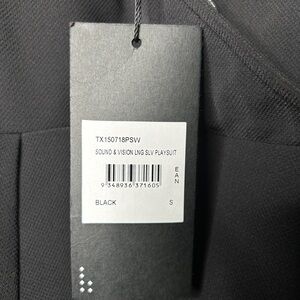 TX150718PSW
SOUND & VISION LNG SLV PLAYSUIT
EAN
9 348936 371605
BLACK S